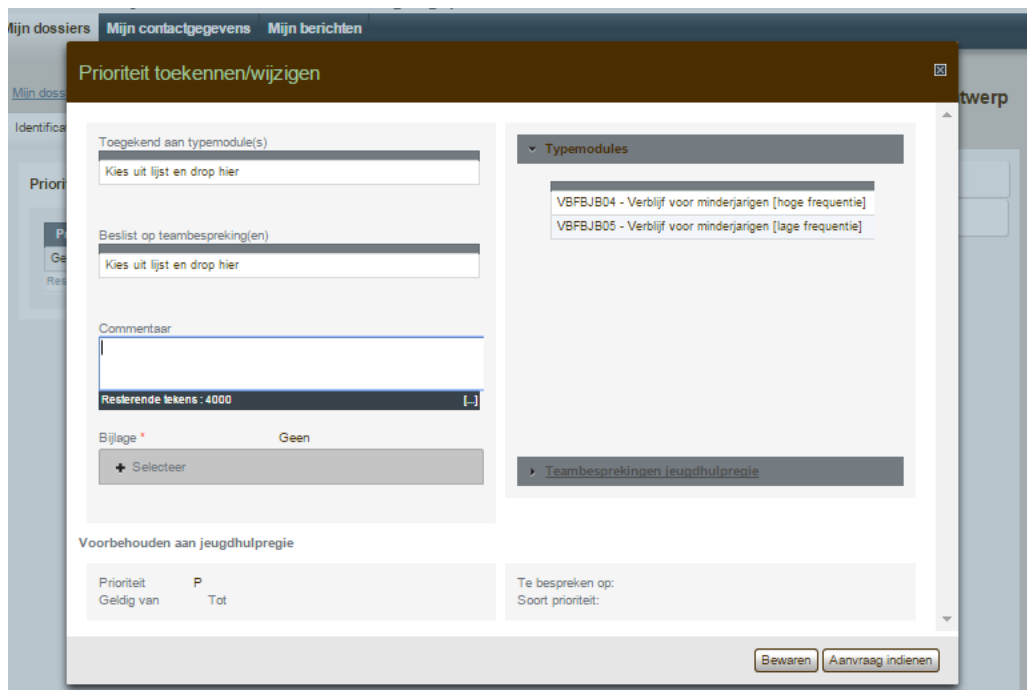 Mijn dossiers Mijn contactgegevens Mijn berichten
Prioriteit toekennen/wijzigen
Mijn doss
twerp
Identifica
Priori
Ge
Toegekend aan typemodule(s)
Kies uit lijst en drop hier
Beslist op teambespreking(en)
Kies uit lijst en drop hier
Commentaar
Resterende tekens : 4000 [...]
Bijlage * Geen
+ Selecteer
Typemodules
VBFBJB04 - Verblijf voor minderjarigen [hoge frequentie]
VBFBJB05 - Verblijf voor minderjarigen [lage frequentie]
Teambesprekingen jeugdhulpregie
Voorbehouden aan jeugdhulpregie
Prioriteit P
Geldig van Tot
Te bespreken op:
Soort prioriteit:
Bewaren Aanvraag indienen